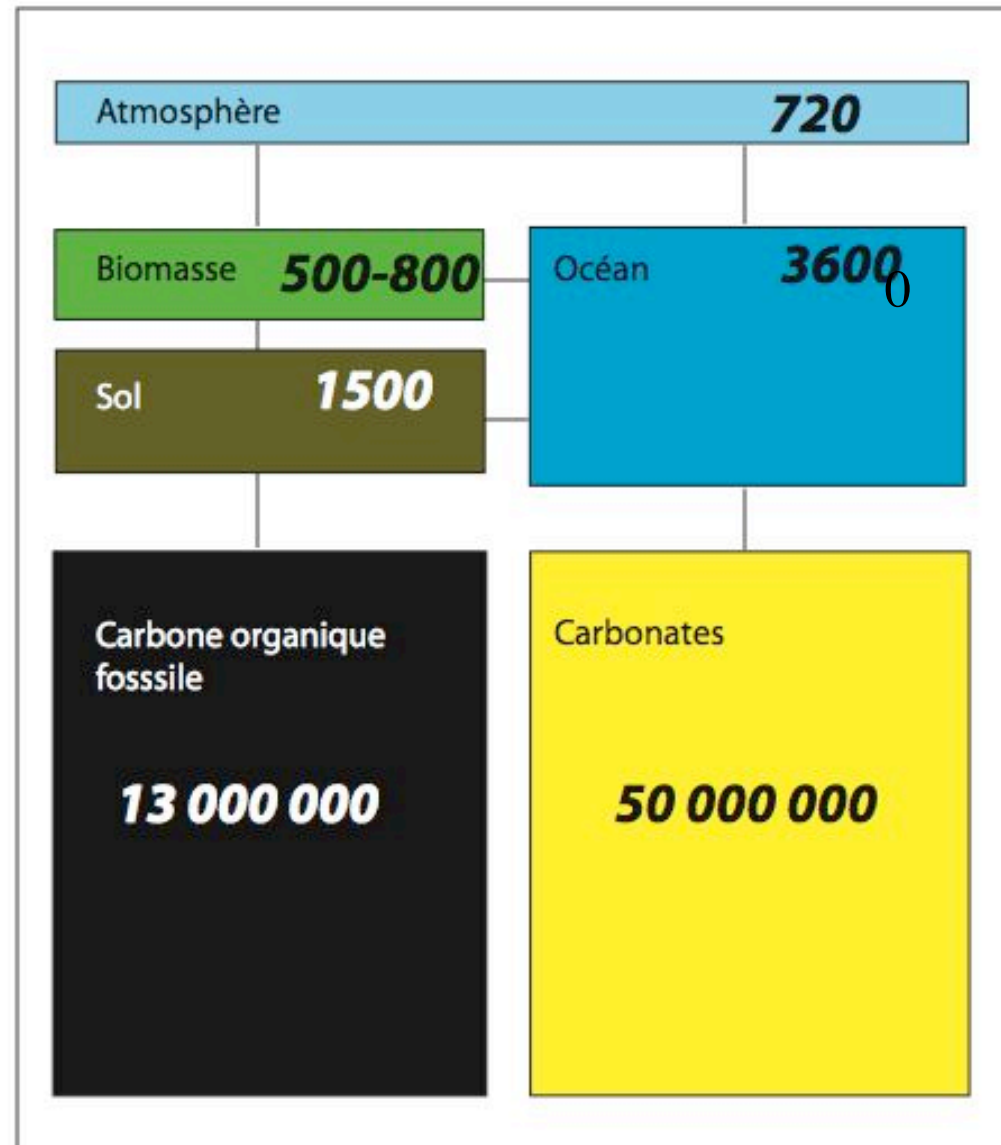 Atmosphère 720
Biomasse 500-800
Océan 36000
Sol 1500
Carbone organique
fosssile
13 000 000
Carbonates
50 000 000